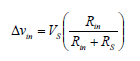 Δv_in = V_S ( R_in / (R_in + R_S) )